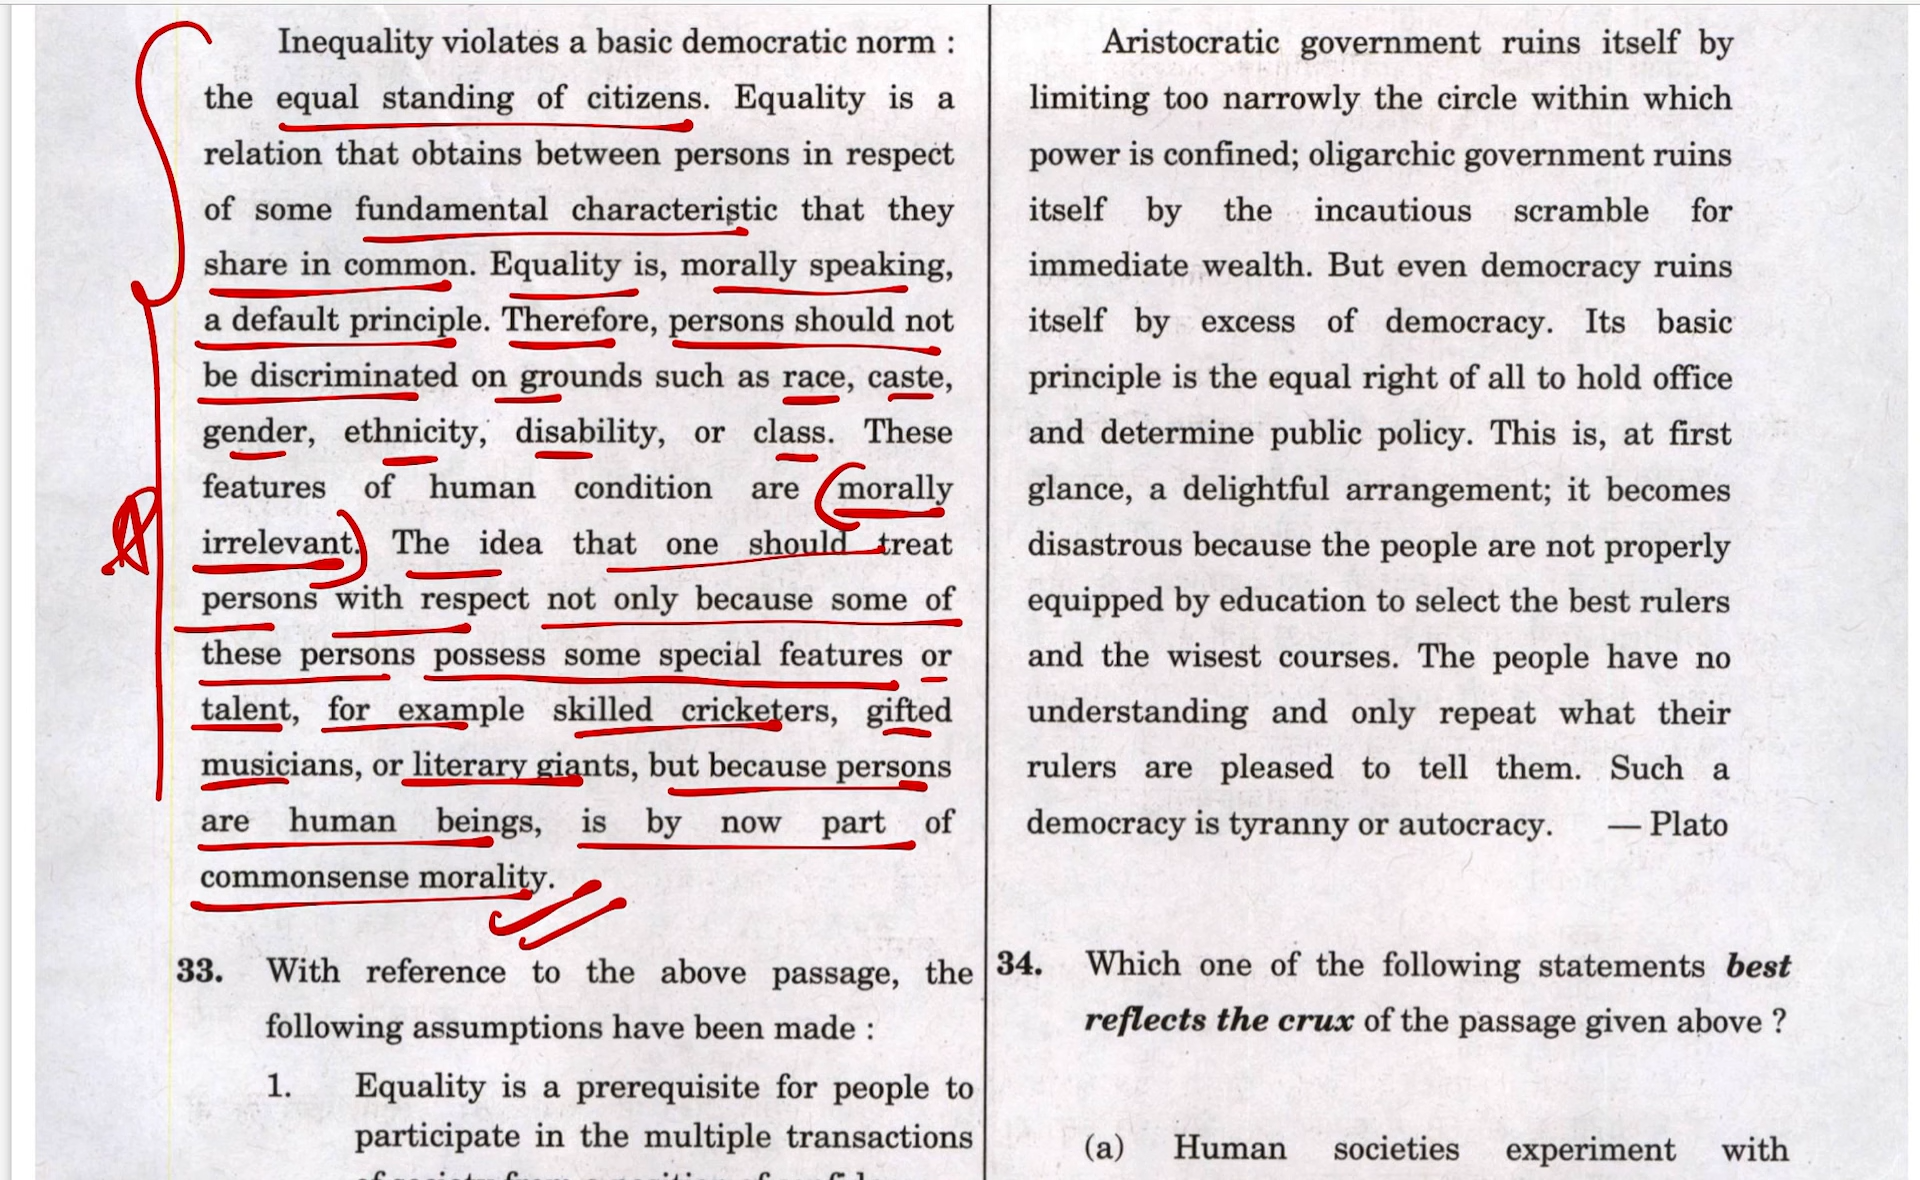 Inequality violates a basic democratic norm :
the equal standing of citizens. Equality is a
relation that obtains between persons in respect
of some fundamental characteristic that they
share in common. Equality is, morally speaking,
a default principle. Therefore, persons should not
be discriminated on grounds such as race, caste,
gender, ethnicity, disability, or class. These
features of human condition are morally
irrelevant. The idea that one should treat
persons with respect not only because some of
these persons possess some special features or
talent, for example skilled cricketers, gifted
musicians, or literary giants, but because persons
are human beings, is by now part of
commonsense morality.
33. With reference to the above passage, the
following assumptions have been made :
1. Equality is a prerequisite for people to
participate in the multiple transactions
Aristocratic government ruins itself by
limiting too narrowly the circle within which
power is confined; oligarchic government ruins
itself by the incautious scramble for
immediate wealth. But even democracy ruins
itself by excess of democracy. Its basic
principle is the equal right of all to hold office
and determine public policy. This is, at first
glance, a delightful arrangement; it becomes
disastrous because the people are not properly
equipped by education to select the best rulers
and the wisest courses. The people have no
understanding and only repeat what their
rulers are pleased to tell them. Such a
democracy is tyranny or autocracy. — Plato
34. Which one of the following statements best
reflects the crux of the passage given above ?
(a) Human societies experiment with